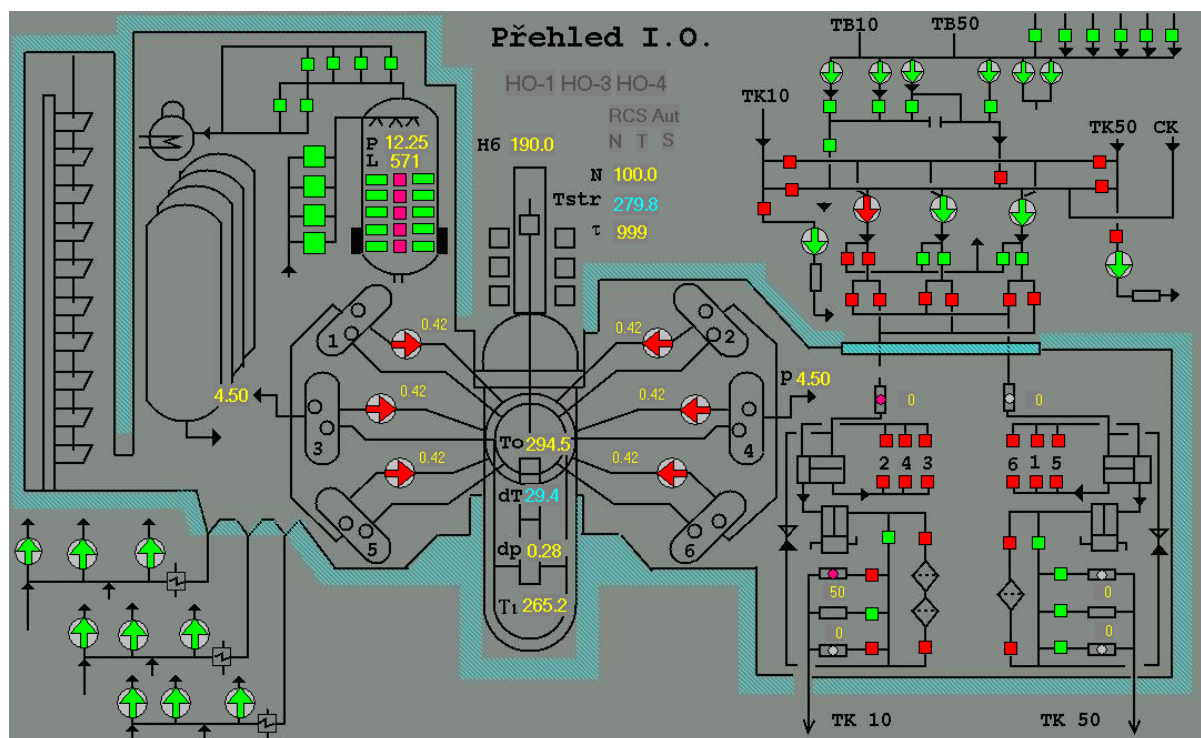 Přehled I.O.
HO-1 HO-3 HO-4
RCS Aut
N T S
H6 190.0
N 100.0
Tstr 279.8
τ 999
P 12.25
L 571
TB10
TB50
TK10
TK50
CK
1
0.42
0.42
2
4.50
3
0.42
0.42
4
p 4.50
5
0.42
0.42
6
To 294.5
dT 29.4
dp 0.28
T1 265.2
0
0
2 4 3
6 1 5
50
0
0
0
TK 10
TK 50